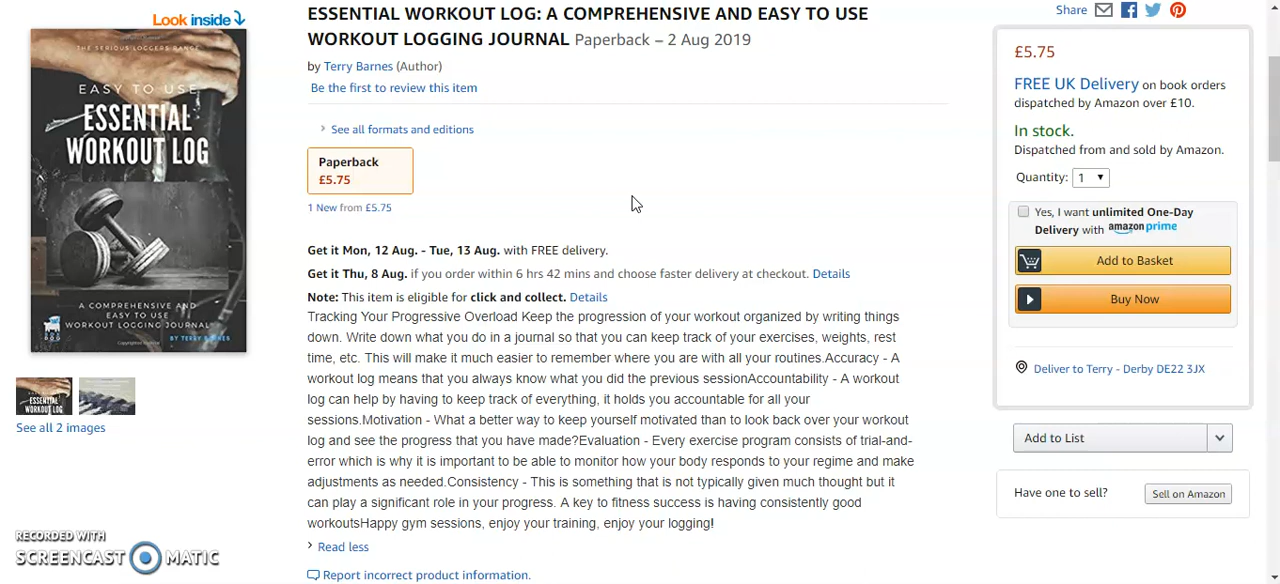 Look inside
THE SERIOUS LOGGERS RANGE
EASY TO USE
ESSENTIAL
WORKOUT LOG
A COMPREHENSIVE AND
EASY TO USE
WORKOUT LOGGING JOURNAL
BY TERRY BARNES
Copyrighted Material
See all 2 images
RECORDED WITH
SCREENCAST MATIC
ESSENTIAL WORKOUT LOG: A COMPREHENSIVE AND EASY TO USE
WORKOUT LOGGING JOURNAL Paperback – 2 Aug 2019
by Terry Barnes (Author)
Be the first to review this item
See all formats and editions
Paperback
£5.75
1 New from £5.75
Get it Mon, 12 Aug. - Tue, 13 Aug. with FREE delivery.
Get it Thu, 8 Aug. if you order within 6 hrs 42 mins and choose faster delivery at checkout. Details
Note: This item is eligible for click and collect. Details
Tracking Your Progressive Overload Keep the progression of your workout organized by writing things
down. Write down what you do in a journal so that you can keep track of your exercises, weights, rest
time, etc. This will make it much easier to remember where you are with all your routines.Accuracy - A
workout log means that you always know what you did the previous sessionAccountability - A workout
log can help by having to keep track of everything, it holds you accountable for all your
sessions.Motivation - What a better way to keep yourself motivated than to look back over your workout
log and see the progress that you have made?Evaluation - Every exercise program consists of trial-and-
error which is why it is important to be able to monitor how your body responds to your regime and make
adjustments as needed.Consistency - This is something that is not typically given much thought but it
can play a significant role in your progress. A key to fitness success is having consistently good
workoutsHappy gym sessions, enjoy your training, enjoy your logging!
Read less
Report incorrect product information.
Share
£5.75
FREE UK Delivery on book orders
dispatched by Amazon over £10.
In stock.
Dispatched from and sold by Amazon.
Quantity: 1
Yes, I want unlimited One-Day
Delivery with amazon prime
Add to Basket
Buy Now
Deliver to Terry - Derby DE22 3JX
Add to List
Have one to sell?
Sell on Amazon